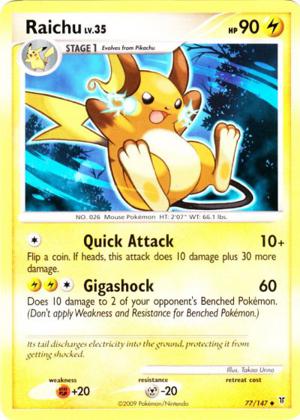 Raichu LV.35 HP 90
STAGE 1 Evolves from Pikachu
NO. 026 Mouse Pokémon HT: 2'07" WT: 66.1 lbs.
Quick Attack 10+
Flip a coin. If heads, this attack does 10 damage plus 30 more
damage.
Gigashock 60
Does 10 damage to 2 of your opponent's Benched Pokémon.
(Don't apply Weakness and Resistance for Benched Pokémon.)
Its tail discharges electricity into the ground, protecting it from
getting shocked.
Illus. Takao Unno
weakness resistance retreat cost
+20 -20
©2009 Pokémon/Nintendo 77/147